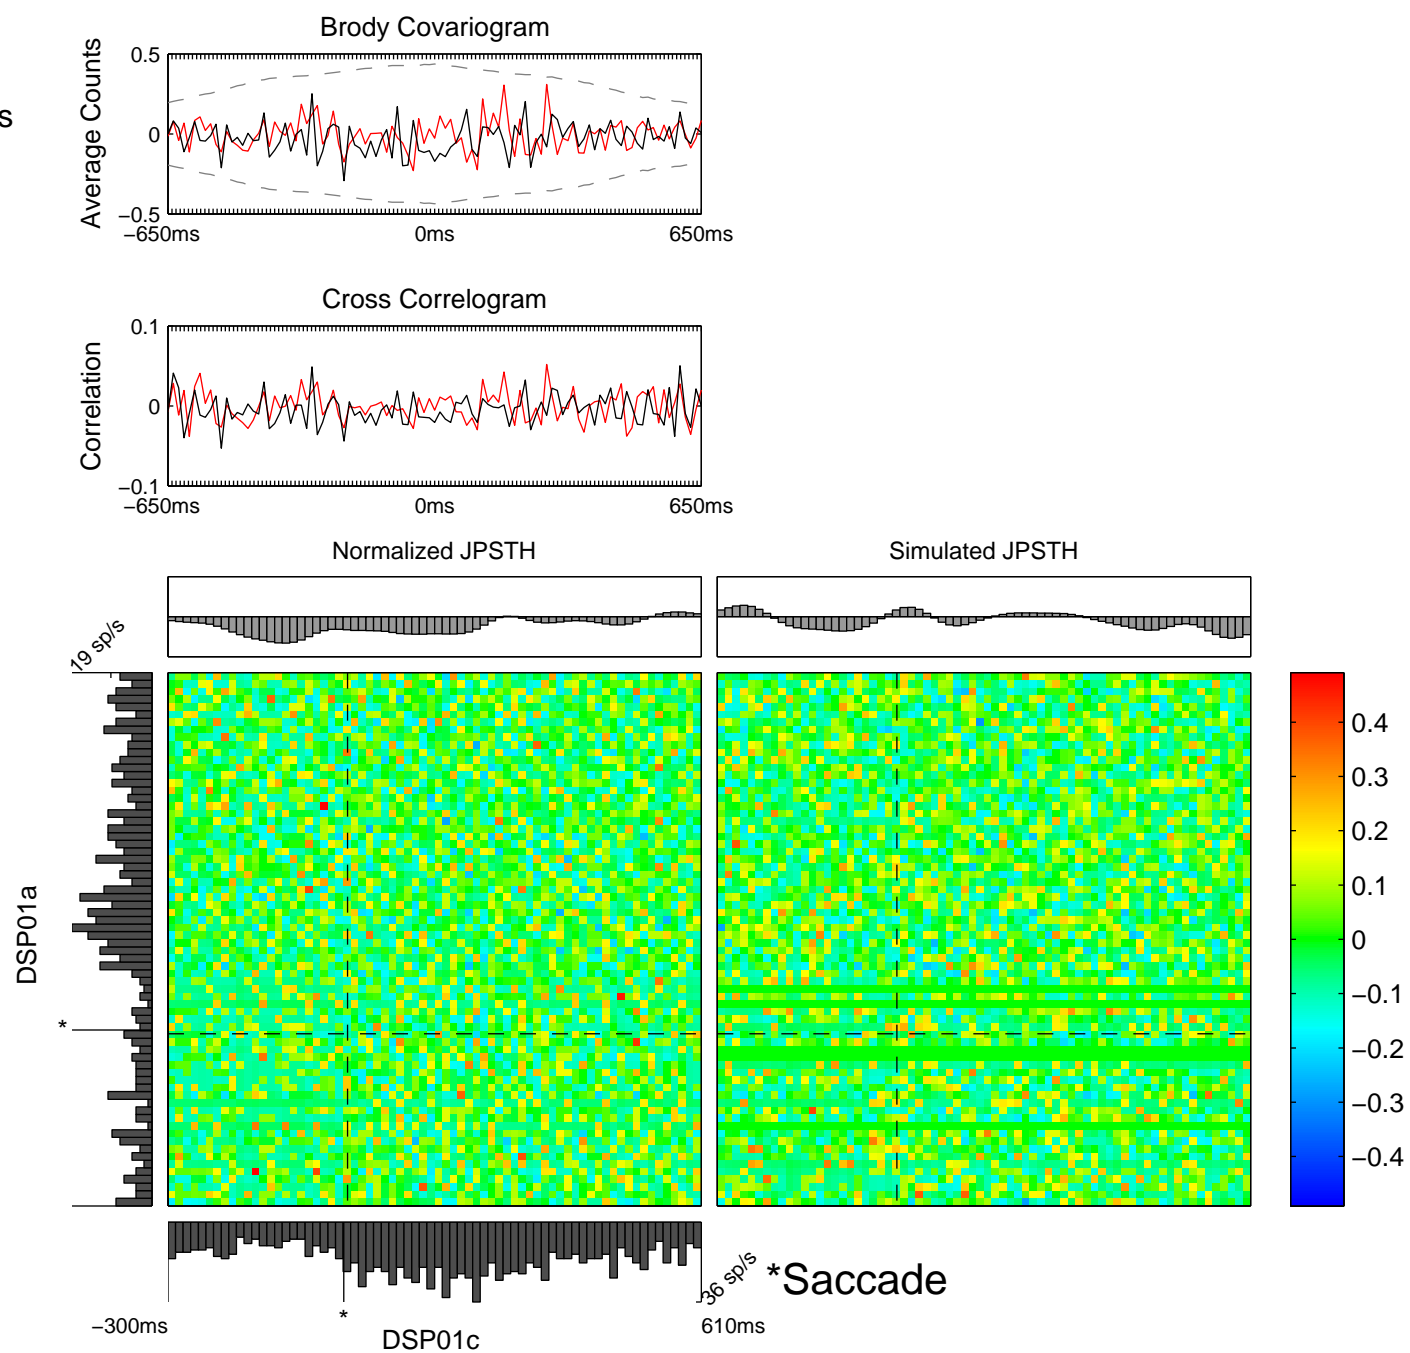 Brody Covariogram
Average Counts
s
0.5
0
−0.5
−650ms
0ms
650ms
Cross Correlogram
Correlation
0.1
0
−0.1
−650ms
0ms
650ms
Normalized JPSTH
Simulated JPSTH
19 sp/s
DSP01a
*
0.4
0.3
0.2
0.1
0
−0.1
−0.2
−0.3
−0.4
36 sp/s
*Saccade
*
−300ms
610ms
DSP01c